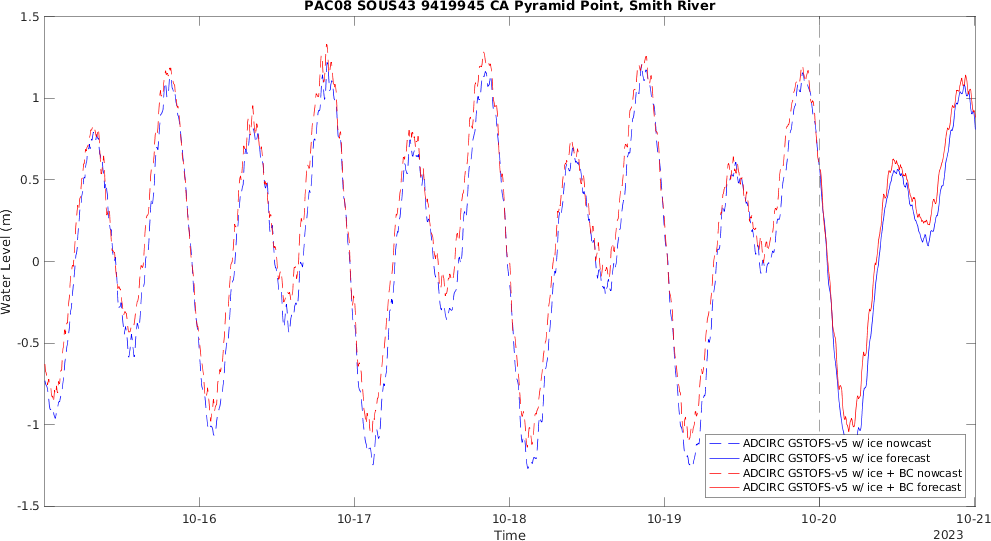 PAC08 SOUS43 9419945 CA Pyramid Point, Smith River
1.5
1
0.5
0
-0.5
-1
-1.5
Water Level (m)
10-16
10-17
10-18
10-19
10-20
10-21
Time
2023
ADCIRC GSTOFS-v5 w/ ice nowcast
ADCIRC GSTOFS-v5 w/ ice forecast
ADCIRC GSTOFS-v5 w/ ice + BC nowcast
ADCIRC GSTOFS-v5 w/ ice + BC forecast